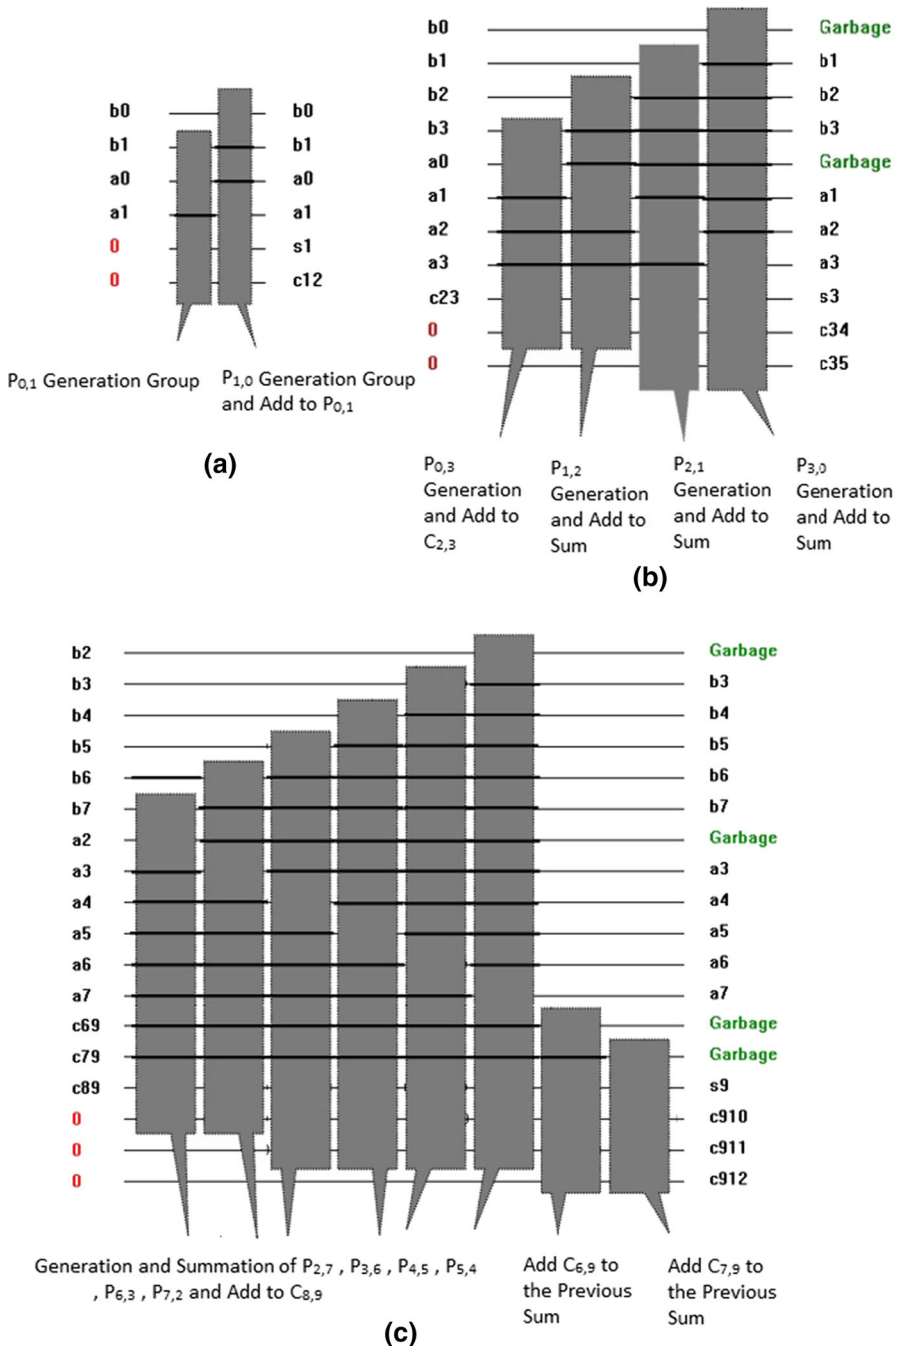 b0 b0
b1 b1
a0 a0
a1 a1
0 s1
0 c12
P0,1 Generation Group
P1,0 Generation Group
and Add to P0,1
(a)
b0 Garbage
b1 b1
b2 b2
b3 b3
a0 Garbage
a1 a1
a2 a2
a3 a3
c23 s3
0 c34
0 c35
P0,3
Generation
and Add to
C2,3
P1,2
Generation
and Add to
Sum
P2,1
Generation
and Add to
Sum
P3,0
Generation
and Add to
Sum
(b)
b2 Garbage
b3 b3
b4 b4
b5 b5
b6 b6
b7 b7
a2 Garbage
a3 a3
a4 a4
a5 a5
a6 a6
a7 a7
c69 Garbage
c79 Garbage
c89 s9
0 c910
0 c911
0 c912
Generation and Summation of P2,7 , P3,6 , P4,5 , P5,4
, P6,3 , P7,2 and Add to C8,9
Add C6,9 to
the Previous
Sum
Add C7,9 to
the Previous
Sum
(c)